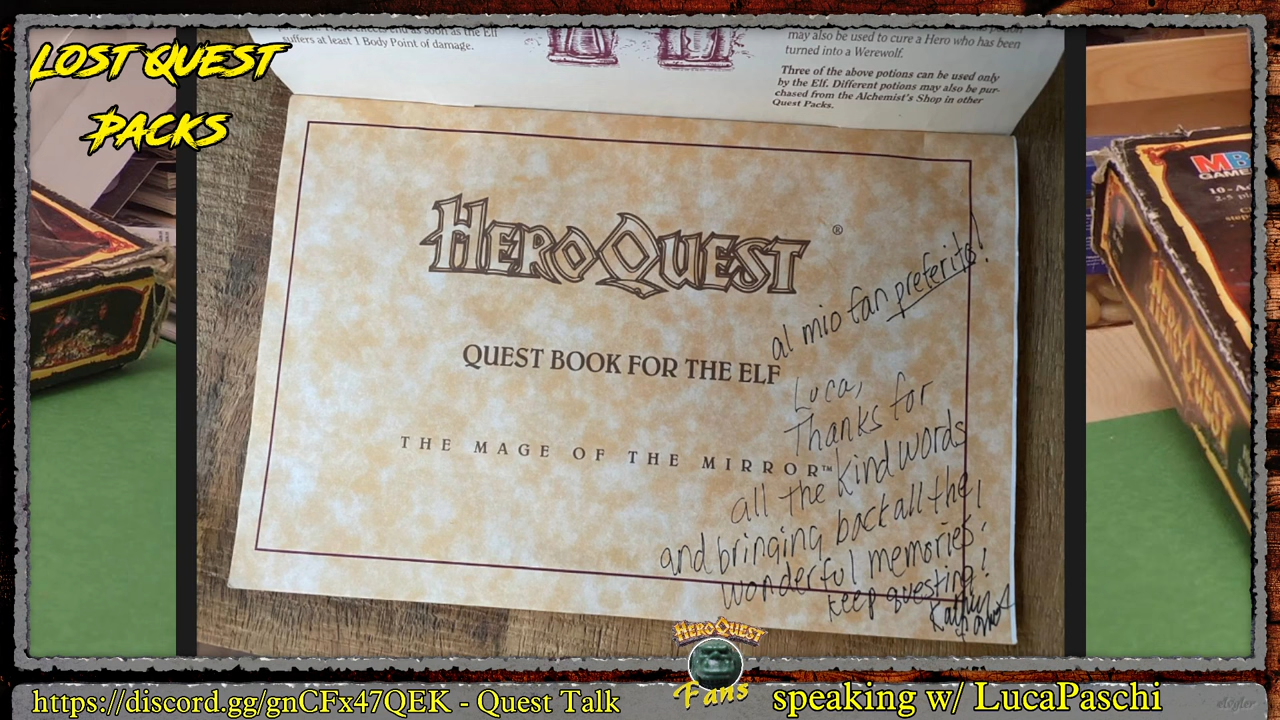 LOST QUEST
PACKS
suffers at least 1 Body Point of damage.
may also be used to cure a Hero who has been
turned into a Werewolf.
Three of the above potions can be used only
by the Elf. Different potions may also be pur-
chased from the Alchemist's Shop in other
Quest Packs.
HEROQUEST ®
QUEST BOOK FOR THE ELF
THE MAGE OF THE MIRROR™
al mio fan preferito!
Luca,
Thanks for
all the kind words
and bringing back all the
wonderful memories!
keep questing!
MB
HEROQUEST
Fans
https://discord.gg/gnCFx47QEK - Quest Talk
speaking w/ LucaPaschi